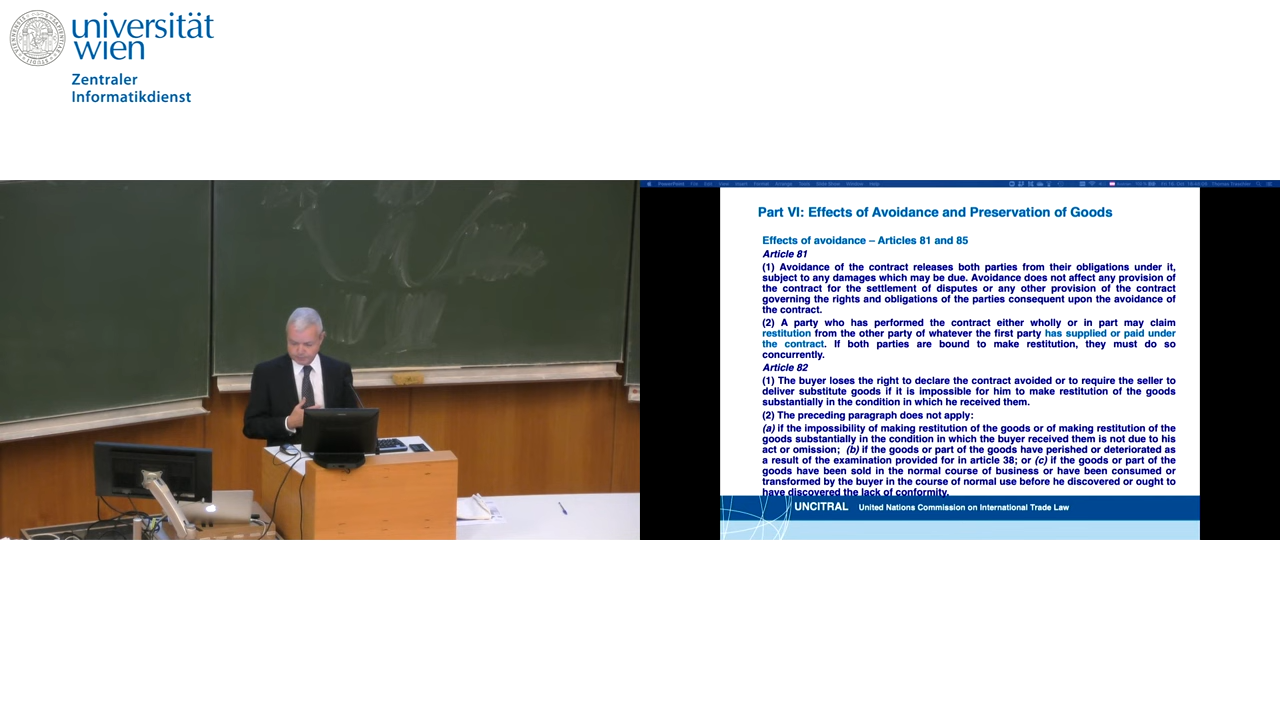 universität
wien
Zentraler
Informatikdienst
Part VI: Effects of Avoidance and Preservation of Goods
Effects of avoidance – Articles 81 and 85
Article 81
(1) Avoidance of the contract releases both parties from their obligations under it,
subject to any damages which may be due. Avoidance does not affect any provision of
the contract for the settlement of disputes or any other provision of the contract
governing the rights and obligations of the parties consequent upon the avoidance of
the contract.
(2) A party who has performed the contract either wholly or in part may claim
restitution from the other party of whatever the first party has supplied or paid under
the contract. If both parties are bound to make restitution, they must do so
concurrently.
Article 82
(1) The buyer loses the right to declare the contract avoided or to require the seller to
deliver substitute goods if it is impossible for him to make restitution of the goods
substantially in the condition in which he received them.
(2) The preceding paragraph does not apply:
(a) if the impossibility of making restitution of the goods or of making restitution of the
goods substantially in the condition in which the buyer received them is not due to his
act or omission; (b) if the goods or part of the goods have perished or deteriorated as
a result of the examination provided for in article 38; or (c) if the goods or part of the
goods have been sold in the normal course of business or have been consumed or
transformed by the buyer in the course of normal use before he discovered or ought to
have discovered the lack of conformity.
UNCITRAL United Nations Commission on International Trade Law